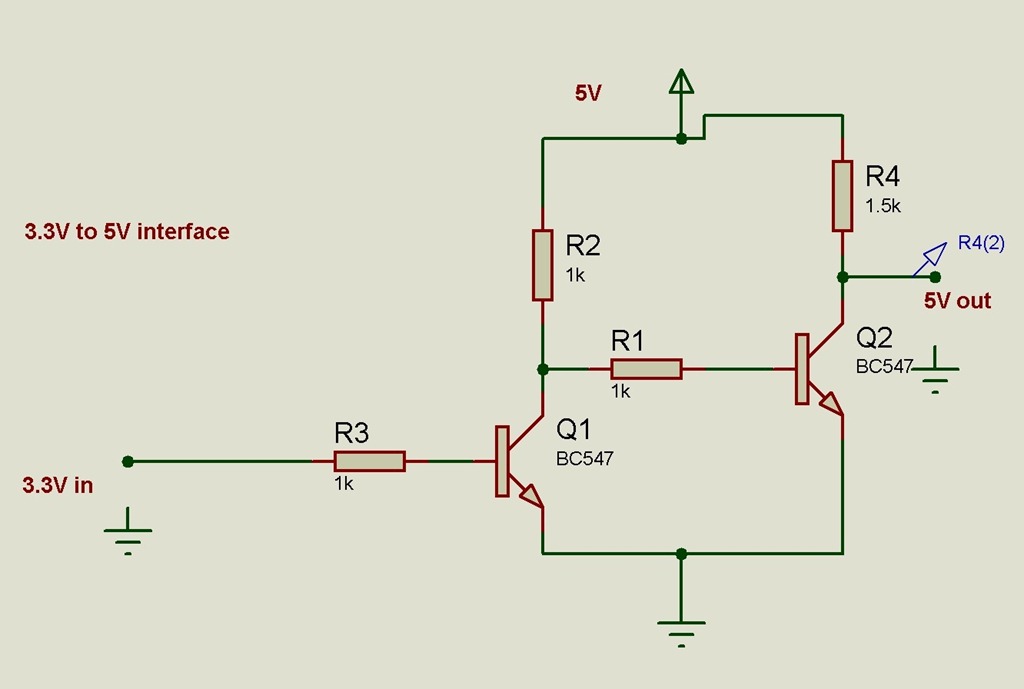 5V
R4
1.5k
3.3V to 5V interface
R2
1k
R4(2)
5V out
R1
1k
Q2
BC547
R3
1k
Q1
BC547
3.3V in